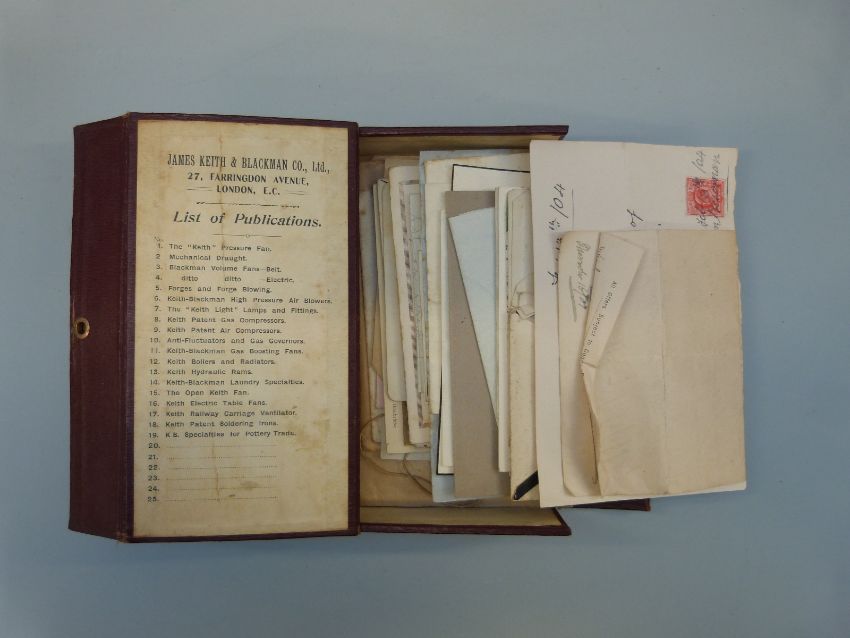 JAMES KEITH & BLACKMAN CO., Ltd.,
27, FARRINGDON AVENUE,
LONDON, E.C.
List of Publications.
1. The "Keith" Pressure Fan.
2 Mechanical Draught.
3. Blackman Volume Fans—Belt.
4. ditto ditto —Electric.
5. Forges and Forge Blowing.
6. Keith-Blackman High Pressure Air Blowers.
7. The "Keith Light" Lamps and Fittings.
8. Keith Patent Gas Compressors.
9. Keith Patent Air Compressors.
10. Anti-Fluctuators and Gas Governors.
11. Keith-Blackman Gas Boosting Fans.
12. Keith Boilers and Radiators.
13. Keith Hydraulic Rams.
14. Keith-Blackman Laundry Specialties.
15. The Open Keith Fan.
16. Keith Electric Table Fans.
17. Keith Railway Carriage Ventilator.
18. Keith Patent Soldering Irons.
19. K.B. Specialties for Pottery Trade.
20.
21.
22.
23.
24.
25.
All Offers Subject to